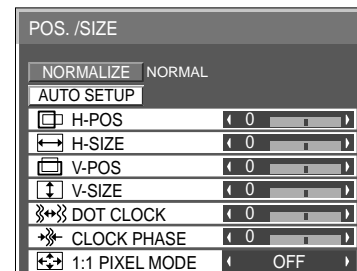 POS. /SIZE
NORMALIZE NORMAL
AUTO SETUP
H-POS 0
H-SIZE 0
V-POS 0
V-SIZE 0
DOT CLOCK 0
CLOCK PHASE 0
1:1 PIXEL MODE OFF